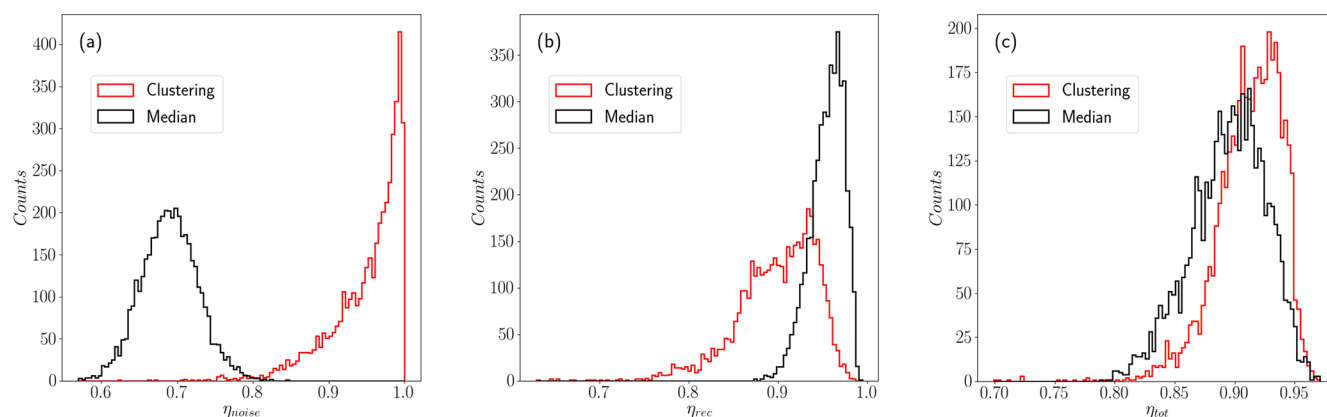 (a)
Clustering
Median
Counts
400
350
300
250
200
150
100
50
0
0.6 0.7 0.8 0.9 1.0
η_noise
(b)
Clustering
Median
Counts
350
300
250
200
150
100
50
0
0.7 0.8 0.9 1.0
η_rec
(c)
Clustering
Median
Counts
200
175
150
125
100
75
50
25
0
0.70 0.75 0.80 0.85 0.90 0.95
η_tot